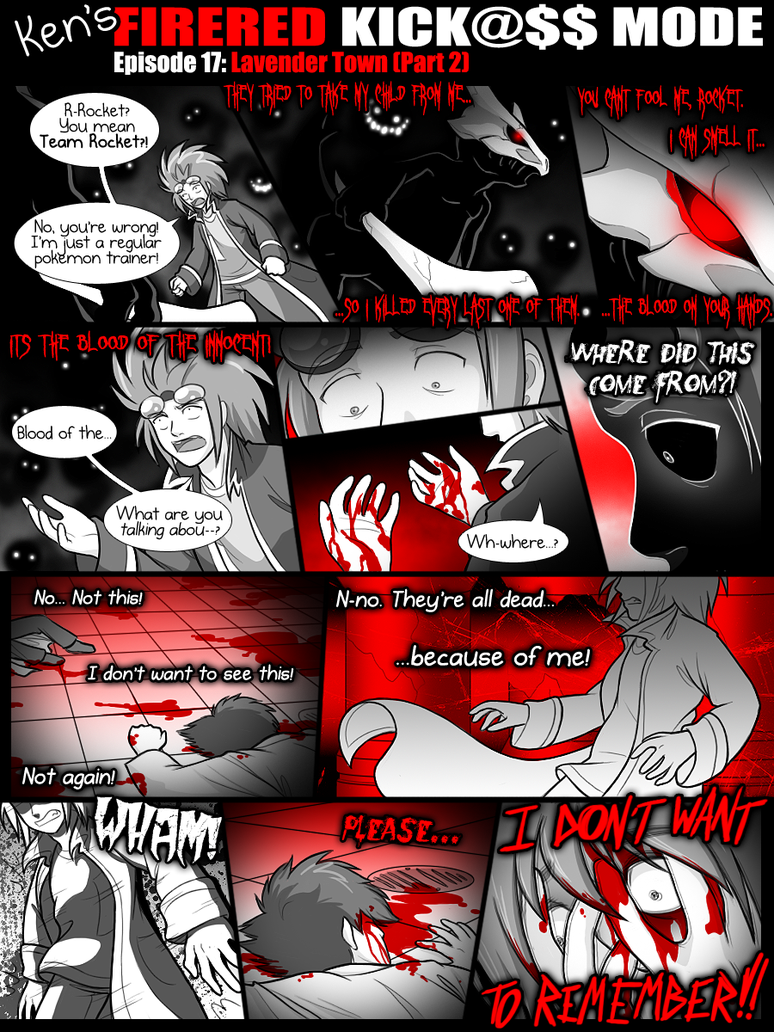 Ken's FIRERED KICK@$$ MODE
Episode 17: Lavender Town (Part 2)
R-Rocket?
You mean
Team Rocket?!
No, you're wrong!
I'm just a regular
pokemon trainer!
THEY TRIED TO TAKE MY CHILD FROM ME..
...SO I KILLED EVERY LAST ONE OF THEM.
YOU CANT FOOL ME, ROCKET.
I CAN SMELL IT...
...THE BLOOD ON YOUR HANDS.
ITS THE BLOOD OF THE INNOCENT!
Blood of the...
What are you
talking abou--?
Wh-where...?
WHERE DID THIS
COME FROM?!
No... Not this!
I don't want to see this!
Not again!
N-no. They're all dead...
...because of me!
WHAM!
PLEASE...
I DONT WANT
TO REMEMBER!!